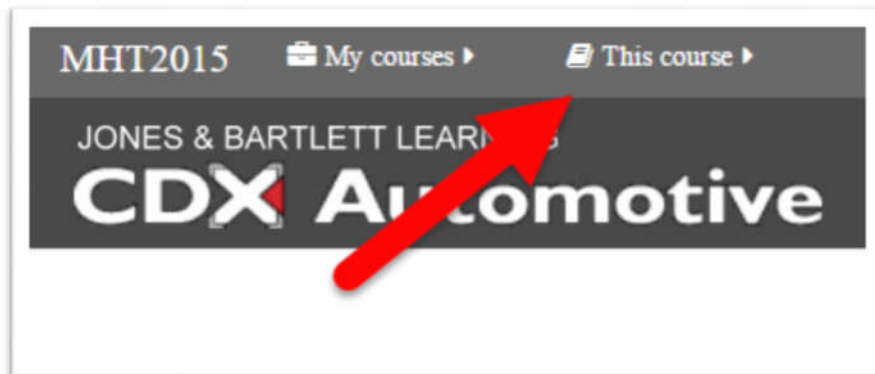 MHT2015 My courses This course
JONES & BARTLETT
CDX Automotive